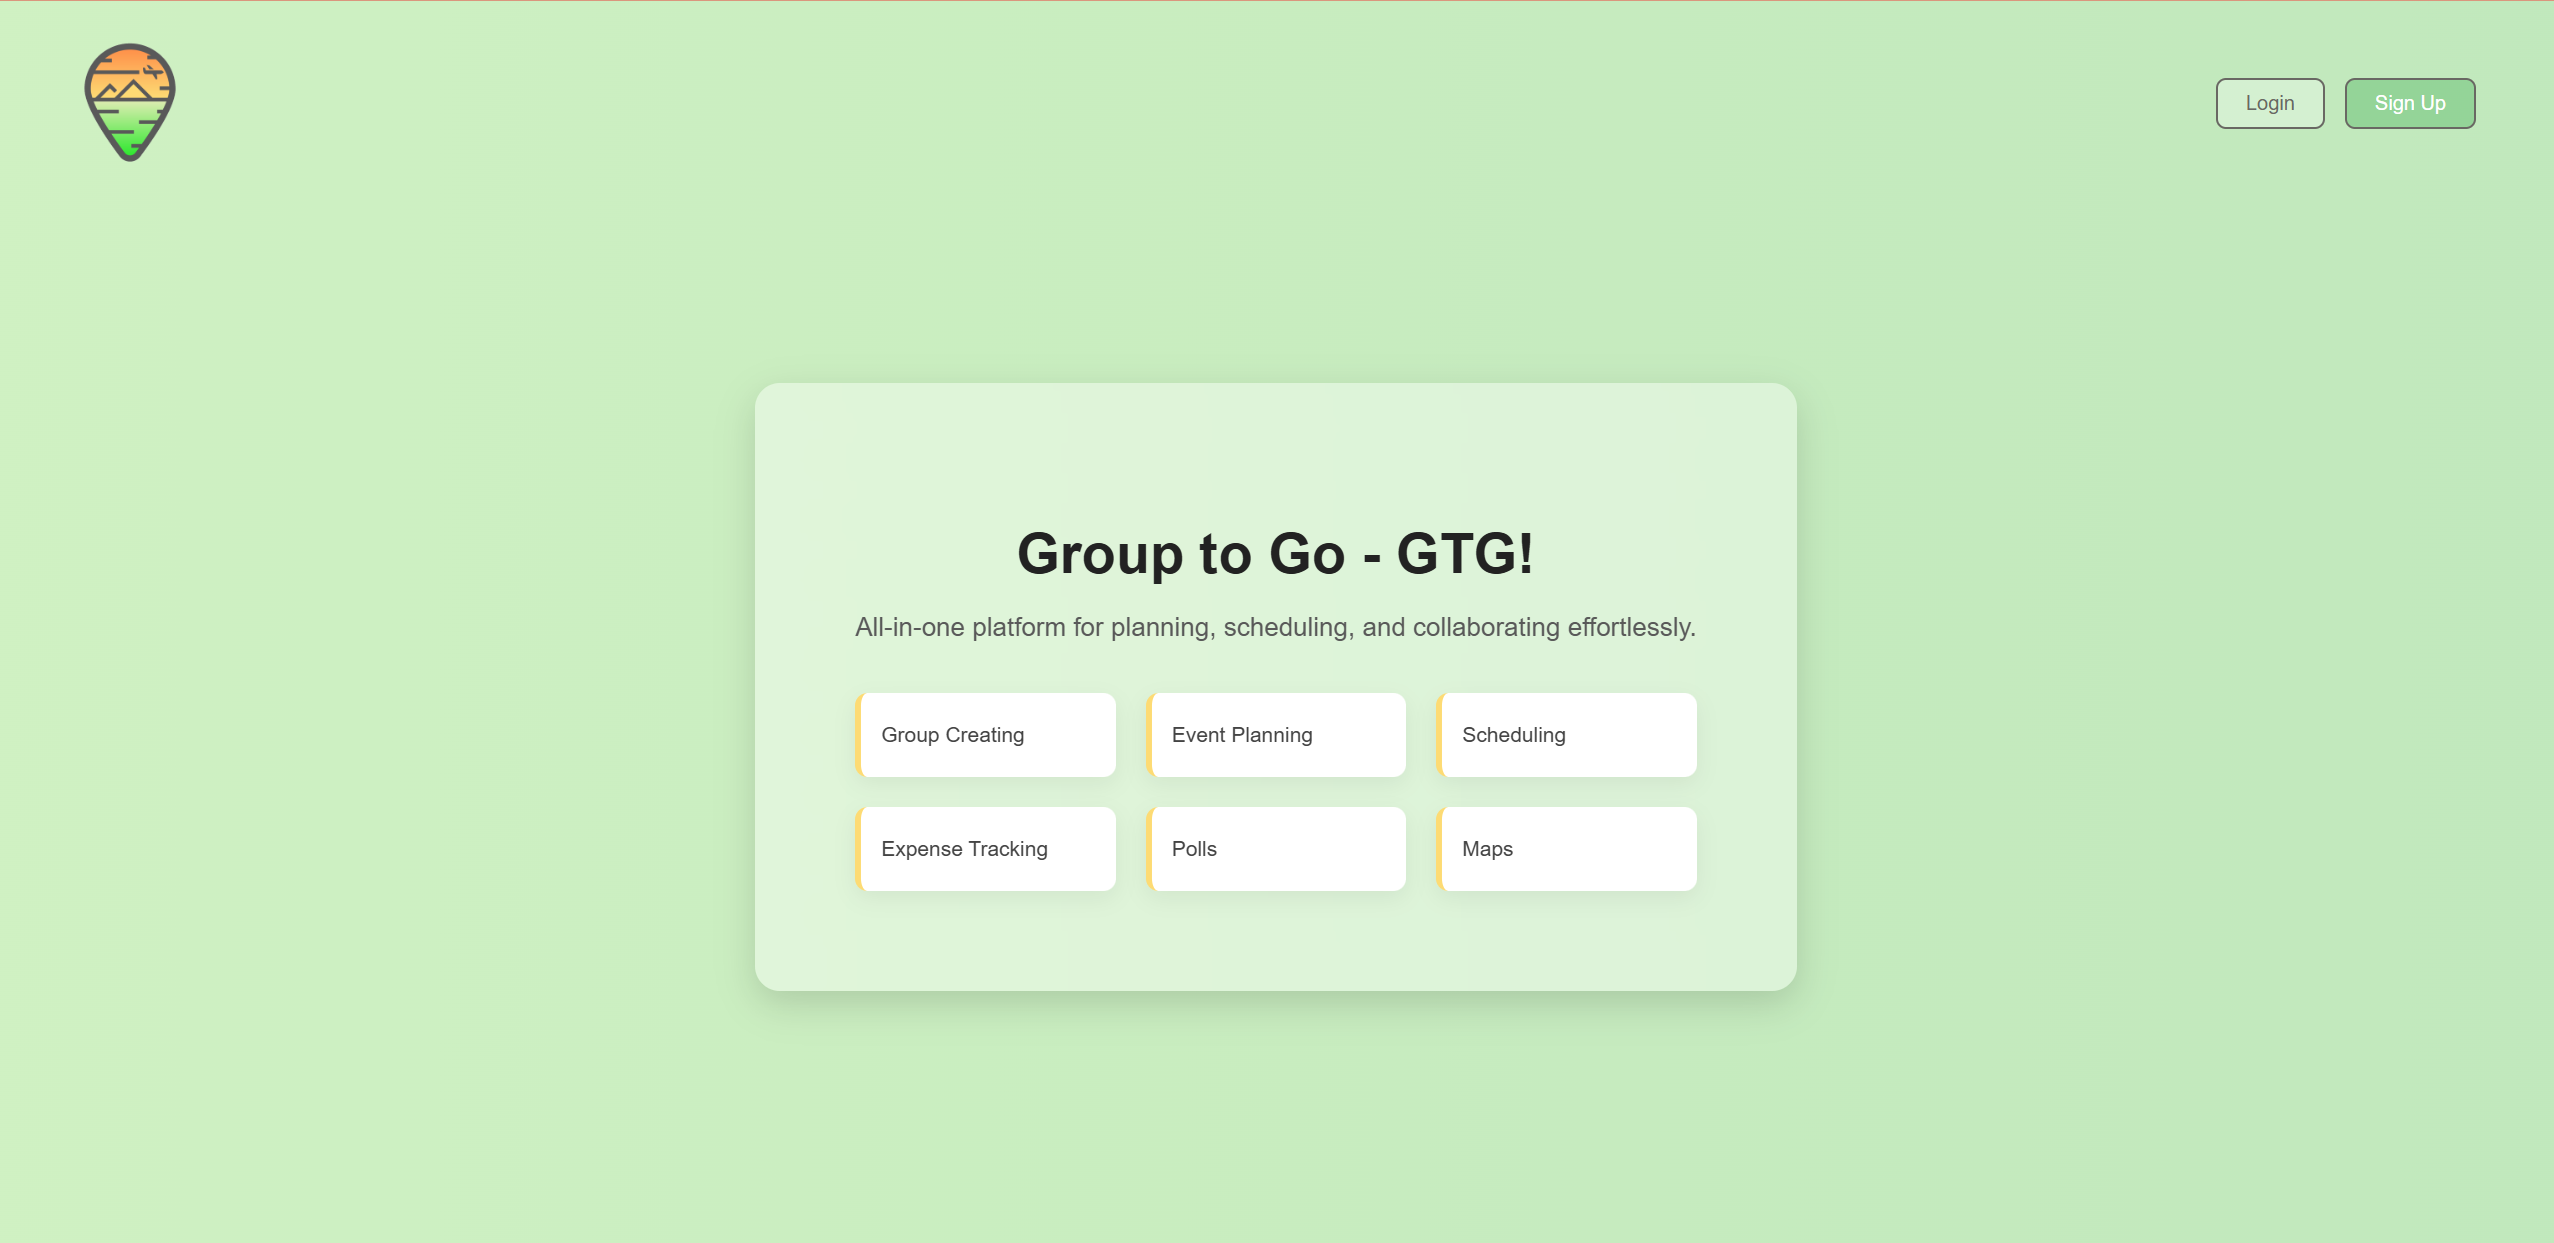 Login
Sign Up
Group to Go - GTG!
All-in-one platform for planning, scheduling, and collaborating effortlessly.
Group Creating
Event Planning
Scheduling
Expense Tracking
Polls
Maps